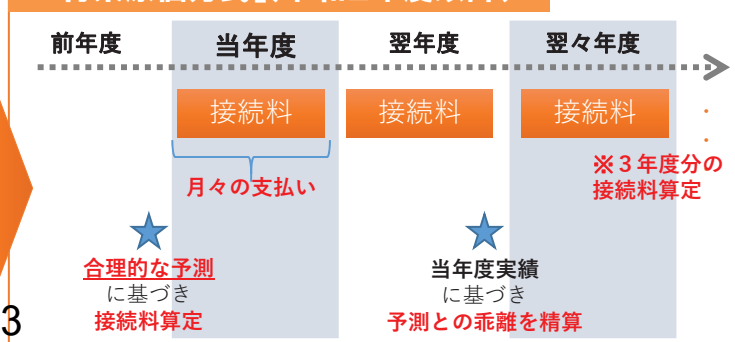 前年度 当年度 翌年度 翌々年度
接続料 接続料 接続料
月々の支払い
※3年度分の
接続料算定
合理的な予測
に基づき
接続料算定
当年度実績
に基づき
予測との乖離を精算
3